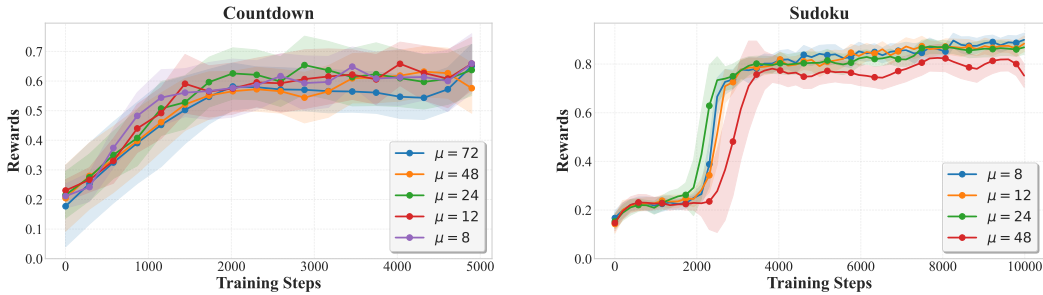 Countdown
Rewards
0.7
0.6
0.5
0.4
0.3
0.2
0.1
0.0
0 1000 2000 3000 4000 5000
Training Steps
μ = 72
μ = 48
μ = 24
μ = 12
μ = 8
Sudoku
Rewards
0.8
0.6
0.4
0.2
0.0
0 2000 4000 6000 8000 10000
Training Steps
μ = 8
μ = 12
μ = 24
μ = 48